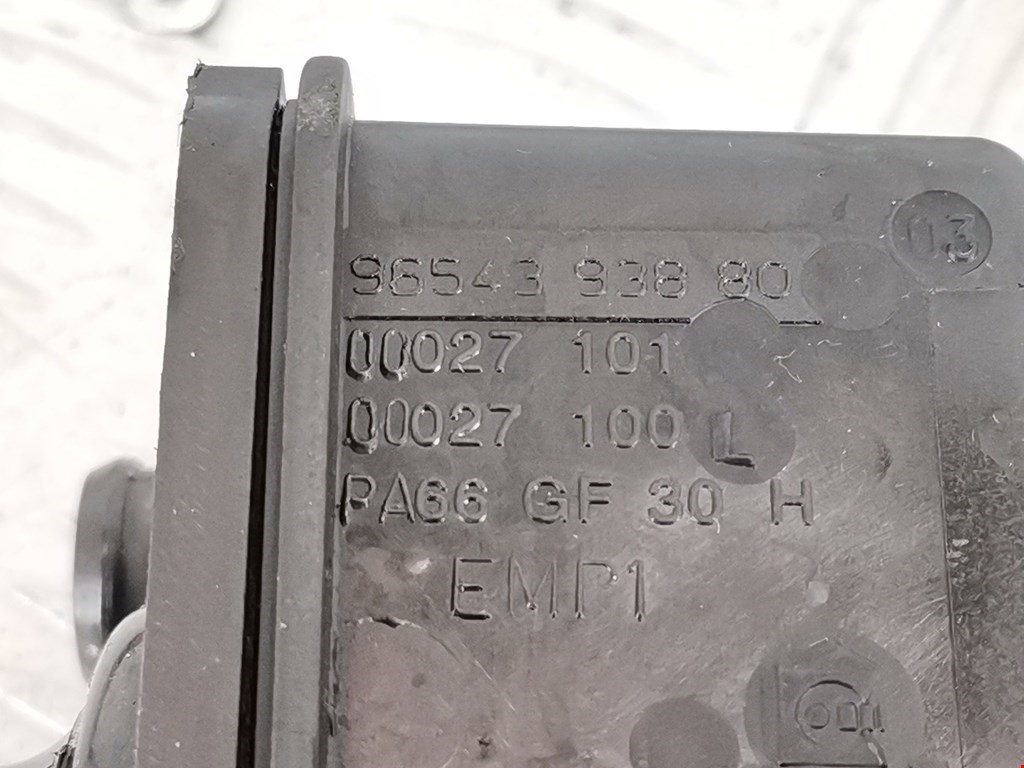 03
96543 938 80
00027 101
00027 100 L
PA66 GF 30 H
EMP1